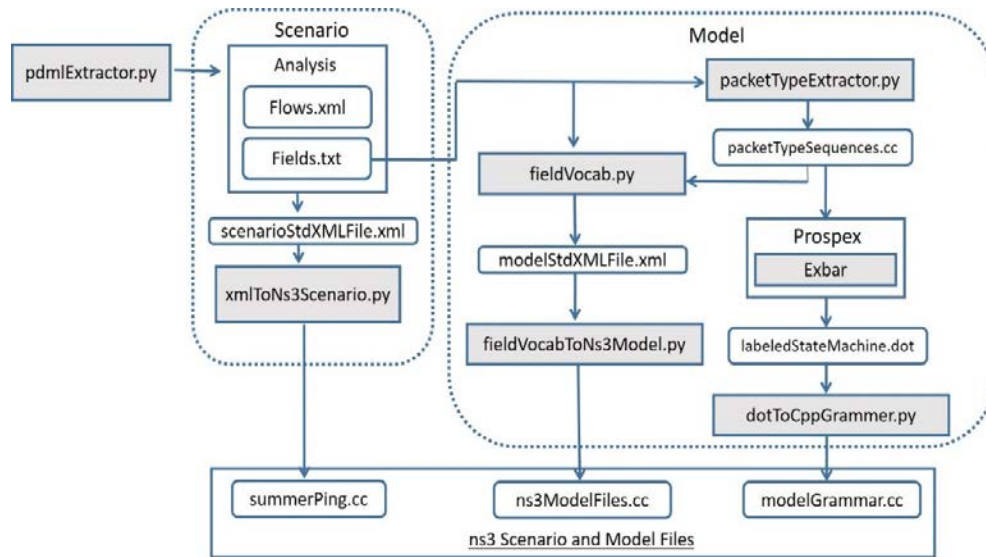 Scenario
Model
pdmlExtractor.py
Analysis
packetTypeExtractor.py
Flows.xml
Fields.txt
packetTypeSequences.cc
fieldVocab.py
scenarioStdXMLFile.xml
Prospex
modelStdXMLFile.xml
Exbar
xmlToNs3Scenario.py
fieldVocabToNs3Model.py
labeledStateMachine.dot
dotToCppGrammer.py
summerPing.cc
ns3ModelFiles.cc
modelGrammar.cc
ns3 Scenario and Model Files